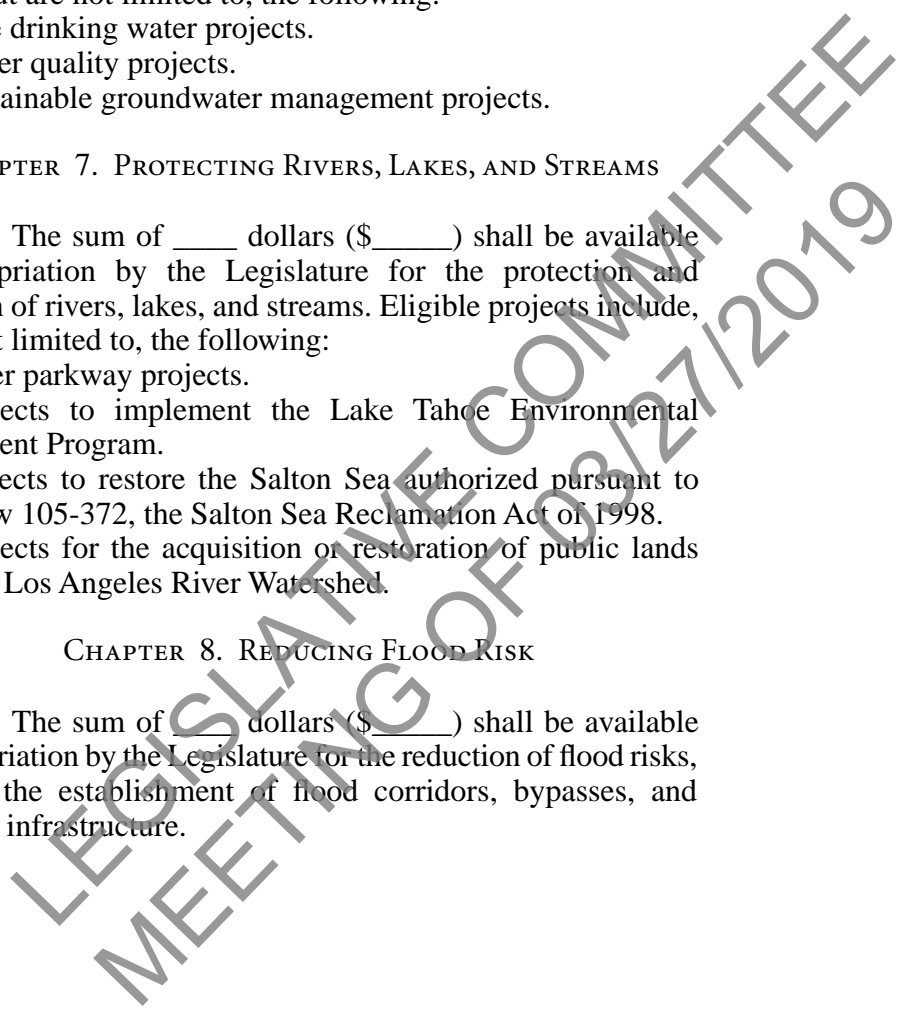 ut are not limited to, the following:
e drinking water projects.
er quality projects.
tainable groundwater management projects.
PTER 7. PROTECTING RIVERS, LAKES, AND STREAMS
The sum of ____ dollars ($_____) shall be available
priation by the Legislature for the protection and
n of rivers, lakes, and streams. Eligible projects include,
t limited to, the following:
er parkway projects.
ects to implement the Lake Tahoe Environmental
ent Program.
ects to restore the Salton Sea authorized pursuant to
w 105-372, the Salton Sea Reclamation Act of 1998.
ects for the acquisition or restoration of public lands
Los Angeles River Watershed.
CHAPTER 8. REDUCING FLOOD RISK
The sum of ____ dollars ($_____) shall be available
riation by the Legislature for the reduction of flood risks,
the establishment of flood corridors, bypasses, and
infrastructure.
LEGISLATIVE COMMITTEE
MEETING OF 03/27/2019